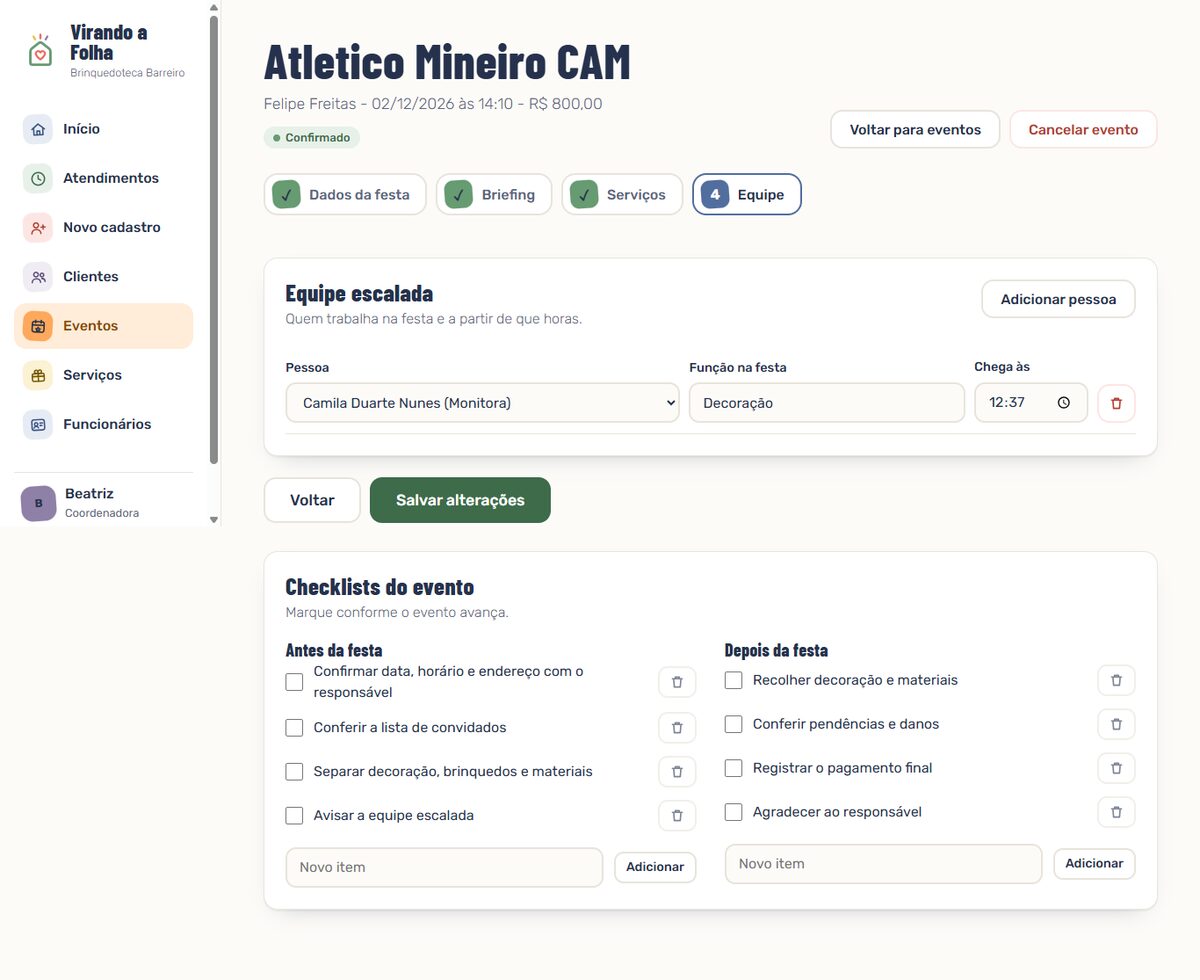 Virando a
Folha
Brinquedoteca Barreiro
Início
Atendimentos
Novo cadastro
Clientes
Eventos
Serviços
Funcionários
B
Beatriz
Coordenadora
Atletico Mineiro CAM
Felipe Freitas - 02/12/2026 às 14:10 - R$ 800,00
Confirmado
Voltar para eventos
Cancelar evento
Dados da festa
Briefing
Serviços
4 Equipe
Equipe escalada
Quem trabalha na festa e a partir de que horas.
Adicionar pessoa
Pessoa
Função na festa
Chega às
Camila Duarte Nunes (Monitora)
Decoração
12:37
Voltar
Salvar alterações
Checklists do evento
Marque conforme o evento avança.
Antes da festa
Confirmar data, horário e endereço com o
responsável
Conferir a lista de convidados
Separar decoração, brinquedos e materiais
Avisar a equipe escalada
Novo item
Adicionar
Depois da festa
Recolher decoração e materiais
Conferir pendências e danos
Registrar o pagamento final
Agradecer ao responsável
Novo item
Adicionar